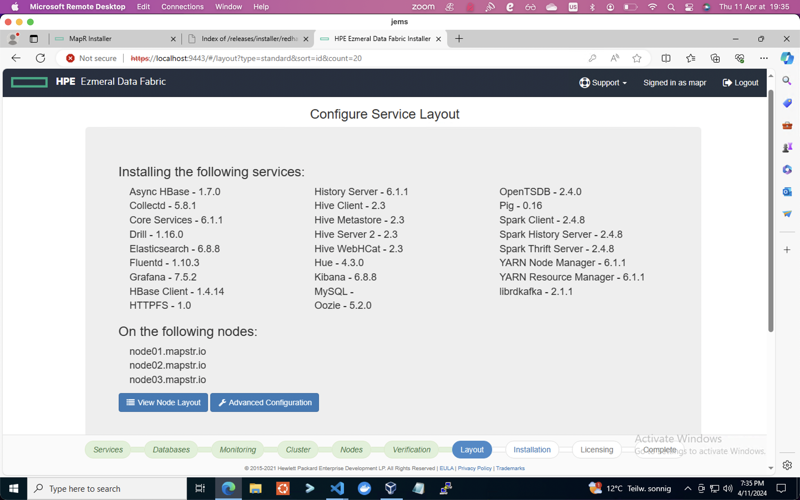 Microsoft Remote Desktop Edit Connections Window Help zoom US Thu 11 Apr at 19:35
jems
MapR Installer
Index of /releases/installer/redha
HPE Ezmeral Data Fabric Installer
Not secure https://localhost:9443/#/layout?type=standard&sort=id&count=20
HPE Ezmeral Data Fabric
Support Signed in as mapr Logout
Configure Service Layout
Installing the following services:
Async HBase - 1.7.0
Collectd - 5.8.1
Core Services - 6.1.1
Drill - 1.16.0
Elasticsearch - 6.8.8
Fluentd - 1.10.3
Grafana - 7.5.2
HBase Client - 1.4.14
HTTPFS - 1.0
History Server - 6.1.1
Hive Client - 2.3
Hive Metastore - 2.3
Hive Server 2 - 2.3
Hive WebHCat - 2.3
Hue - 4.3.0
Kibana - 6.8.8
MySQL -
Oozie - 5.2.0
OpenTSDB - 2.4.0
Pig - 0.16
Spark Client - 2.4.8
Spark History Server - 2.4.8
Spark Thrift Server - 2.4.8
YARN Node Manager - 6.1.1
YARN Resource Manager - 6.1.1
librdkafka - 2.1.1
On the following nodes:
node01.mapstr.io
node02.mapstr.io
node03.mapstr.io
View Node Layout
Advanced Configuration
Services Databases Monitoring Cluster Nodes Verification Layout Installation Licensing Complete
Activate Windows
Go to Settings to activate Windows.
© 2015-2021 Hewlett Packard Enterprise Development LP. All Rights Reserved | EULA | Privacy Policy | Trademarks
Type here to search
12°C Teilw. sonnig
7:35 PM
4/11/2024